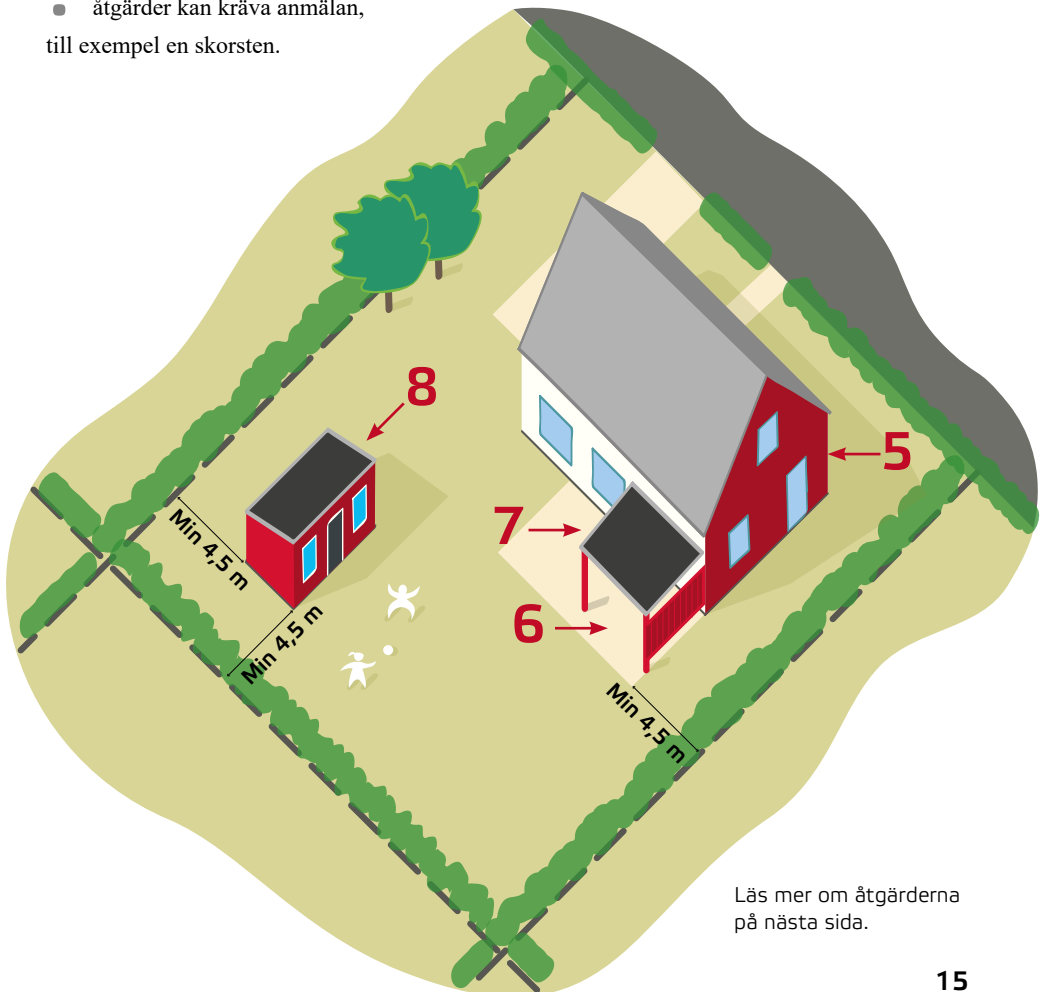 åtgärder kan kräva anmälan,
till exempel en skorsten.
8
5
7
6
Min 4,5 m
Min 4,5 m
Min 4,5 m
Läs mer om åtgärderna
på nästa sida.
15